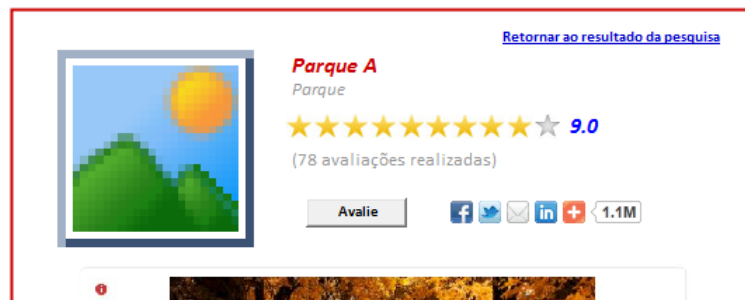 Retornar ao resultado da pesquisa
Parque A
Parque
9.0
(78 avaliações realizadas)
Avalie
1.1M